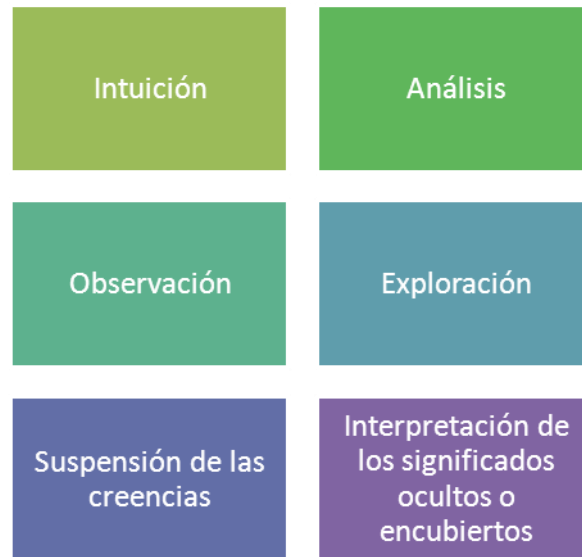 Intuición
Análisis
Observación
Exploración
Suspensión de las
creencias
Interpretación de
los significados
ocultos o
encubiertos